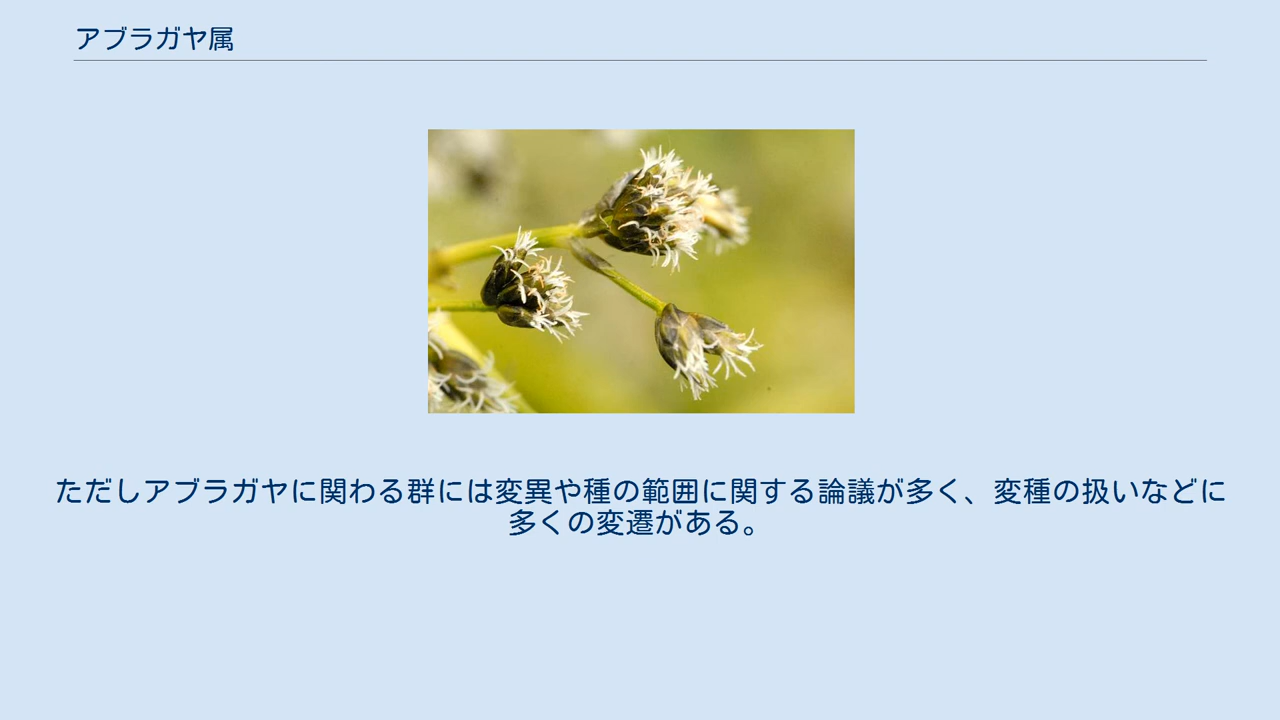 アブラガヤ属
ただしアブラガヤに関わる群には変異や種の範囲に関する論議が多く、変種の扱いなどに
多くの変遷がある。